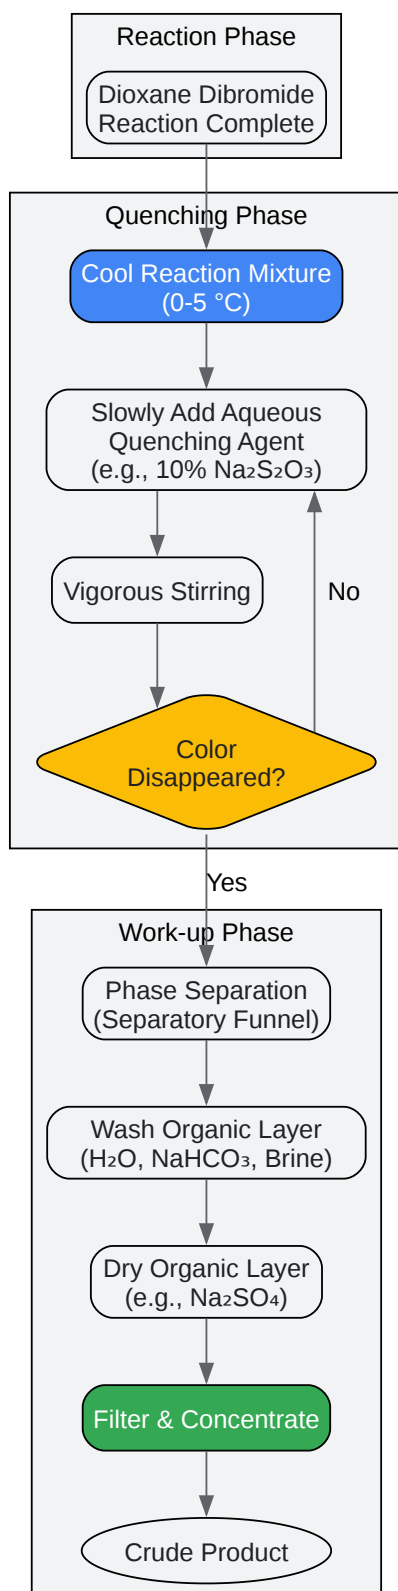 Reaction Phase
Dioxane Dibromide
Reaction Complete
Quenching Phase
Cool Reaction Mixture
(0-5 °C)
Slowly Add Aqueous
Quenching Agent
(e.g., 10% Na₂S₂O₃)
Vigorous Stirring
No
Color
Disappeared?
Yes
Work-up Phase
Phase Separation
(Separatory Funnel)
Wash Organic Layer
(H₂O, NaHCO₃, Brine)
Dry Organic Layer
(e.g., Na₂SO₄)
Filter & Concentrate
Crude Product